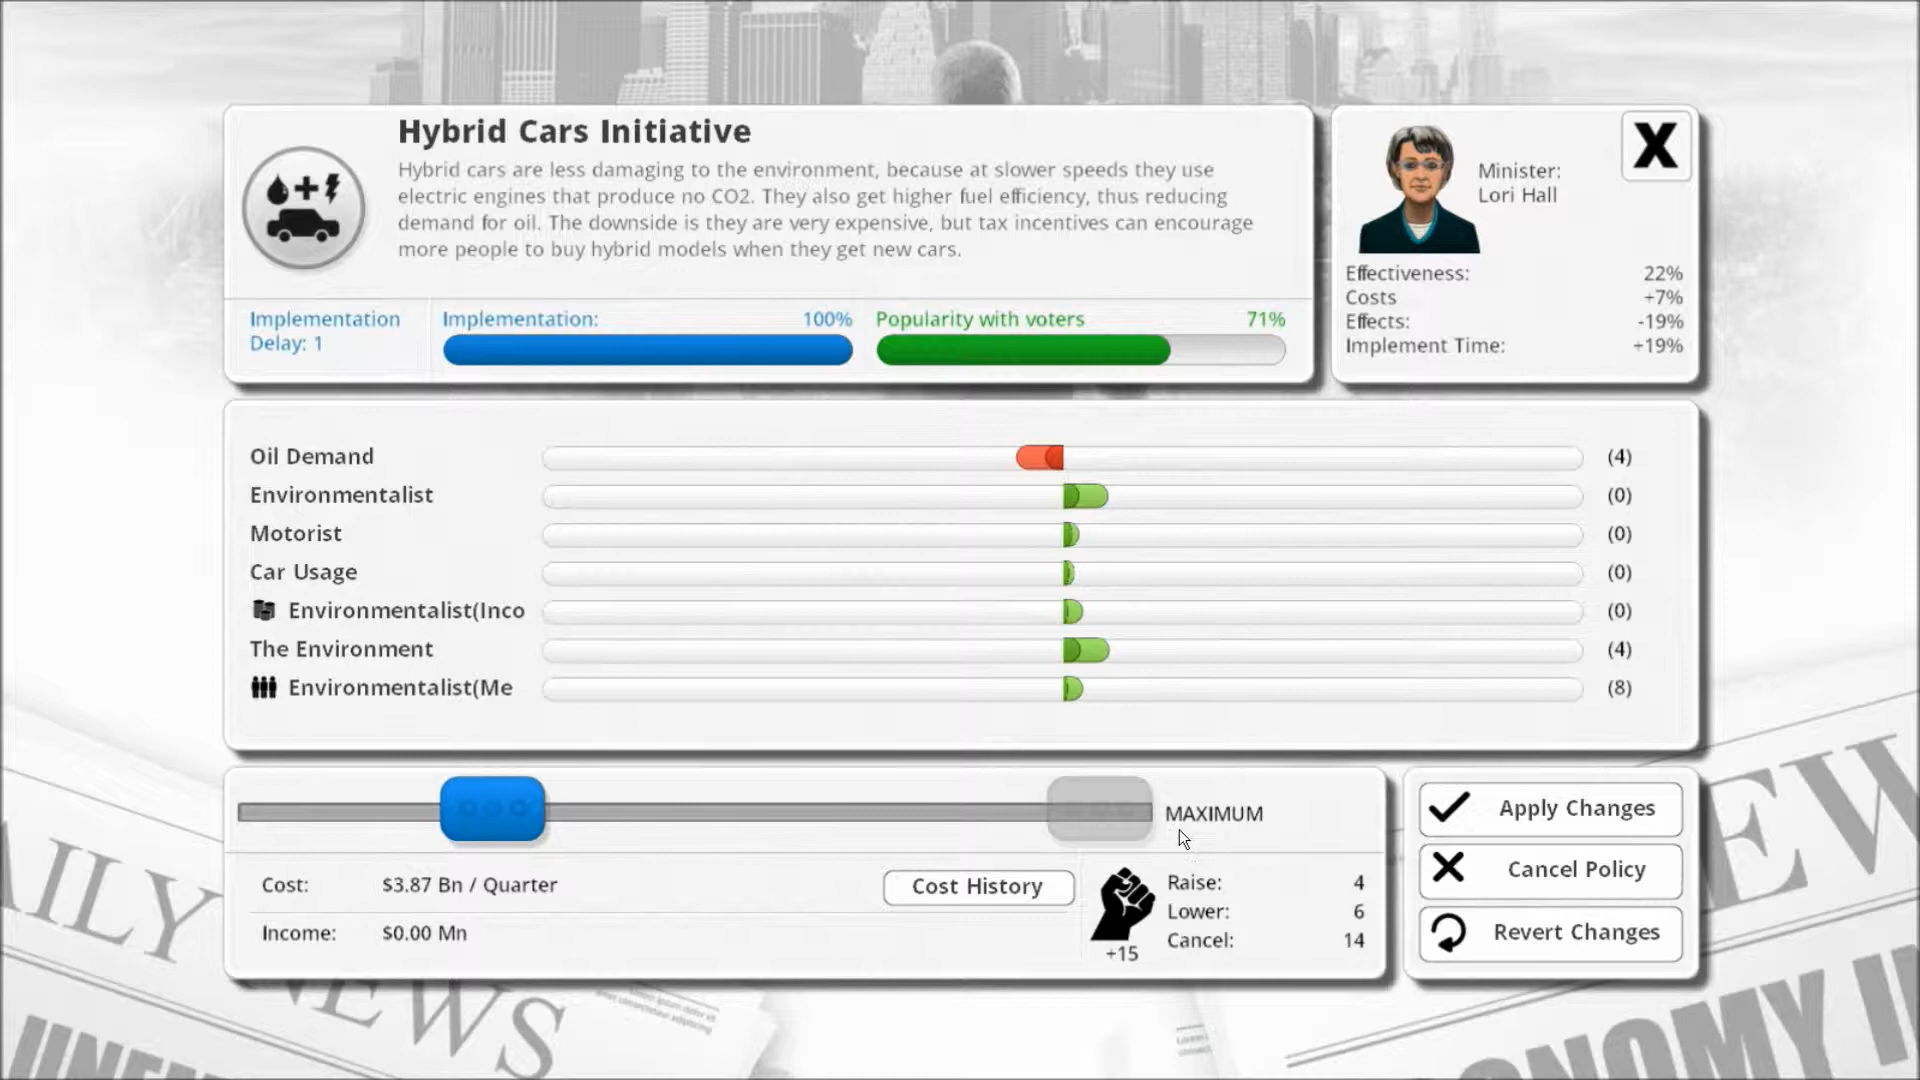 Hybrid Cars Initiative
Hybrid cars are less damaging to the environment, because at slower speeds they use
electric engines that produce no CO2. They also get higher fuel efficiency, thus reducing
demand for oil. The downside is they are very expensive, but tax incentives can encourage
more people to buy hybrid models when they get new cars.
Implementation
Delay: 1
Implementation: 100%
Popularity with voters 71%
X
Minister:
Lori Hall
Effectiveness: 22%
Costs +7%
Effects: -19%
Implement Time: +19%
Oil Demand (4)
Environmentalist (0)
Motorist (0)
Car Usage (0)
Environmentalist(Inco (0)
The Environment (4)
Environmentalist(Me (8)
MAXIMUM
Cost: $3.87 Bn / Quarter
Cost History
Income: $0.00 Mn
+15
Raise: 4
Lower: 6
Cancel: 14
Apply Changes
Cancel Policy
Revert Changes
AILY NEWS
NEW
ONOMY IN